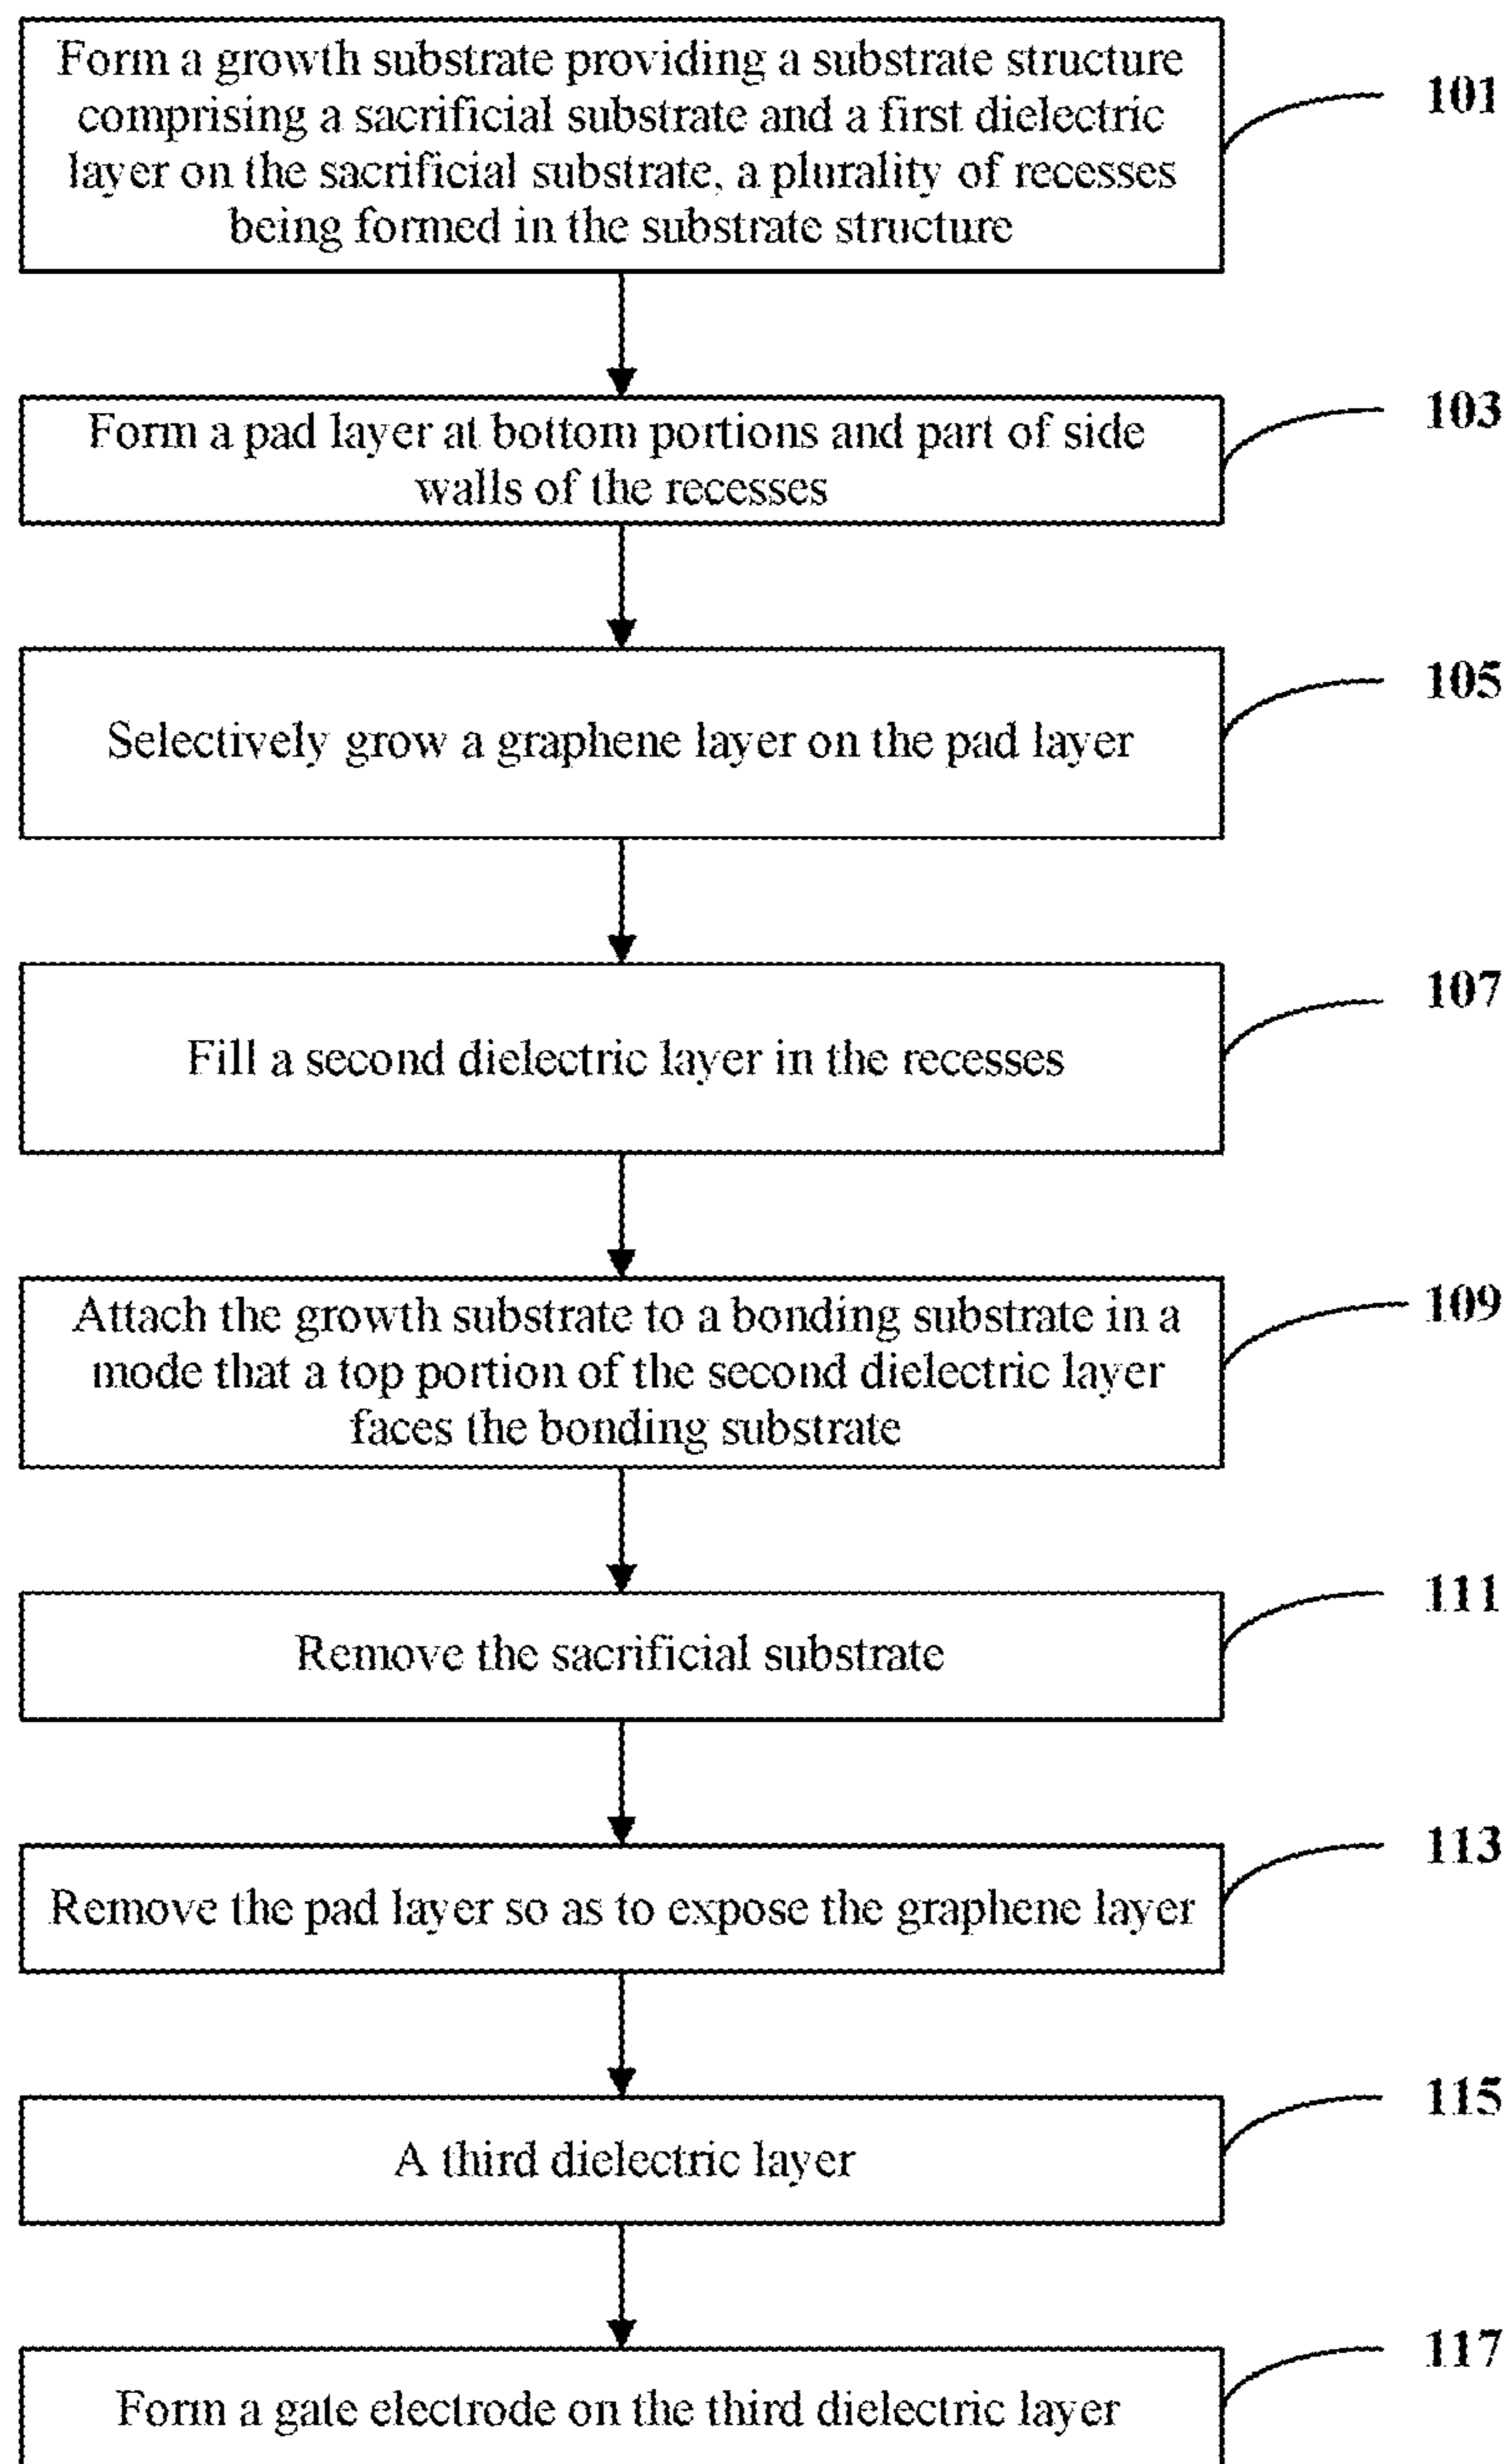 Form a growth substrate providing a substrate structure
comprising a sacrificial substrate and a first dielectric
layer on the sacrificial substrate, a plurality of recesses
being formed in the substrate structure
101
Form a pad layer at bottom portions and part of side
walls of the recesses
103
Selectively grow a graphene layer on the pad layer
105
Fill a second dielectric layer in the recesses
107
Attach the growth substrate to a bonding substrate in a
mode that a top portion of the second dielectric layer
faces the bonding substrate
109
Remove the sacrificial substrate
111
Remove the pad layer so as to expose the graphene layer
113
A third dielectric layer
115
Form a gate electrode on the third dielectric layer
117